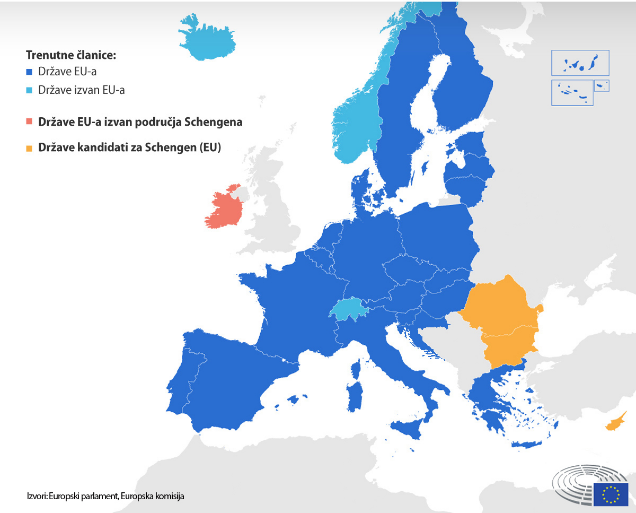 Trenutne članice:
Države EU-a
Države izvan EU-a
Države EU-a izvan područja Schengena
Države kandidati za Schengen (EU)
Izvori: Europski parlament, Europska komisija